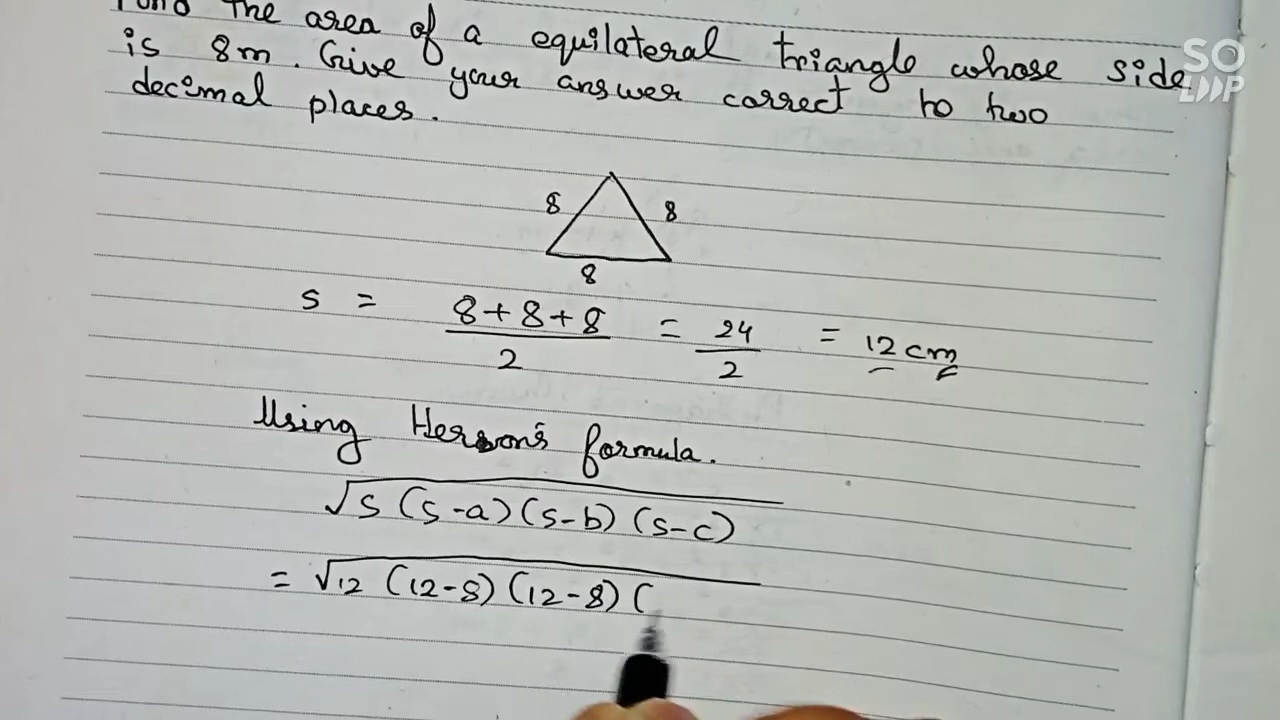 the area of a equilateral triangle whose side
is 8m. Give your answer correct to two
decimal places.
8 8
8
s = 8+8+8 / 2 = 24 / 2 = 12 cm
Using Heron's formula.
√s (s-a) (s-b) (s-c)
= √12 (12-8) (12-8) (
SO
LOOP